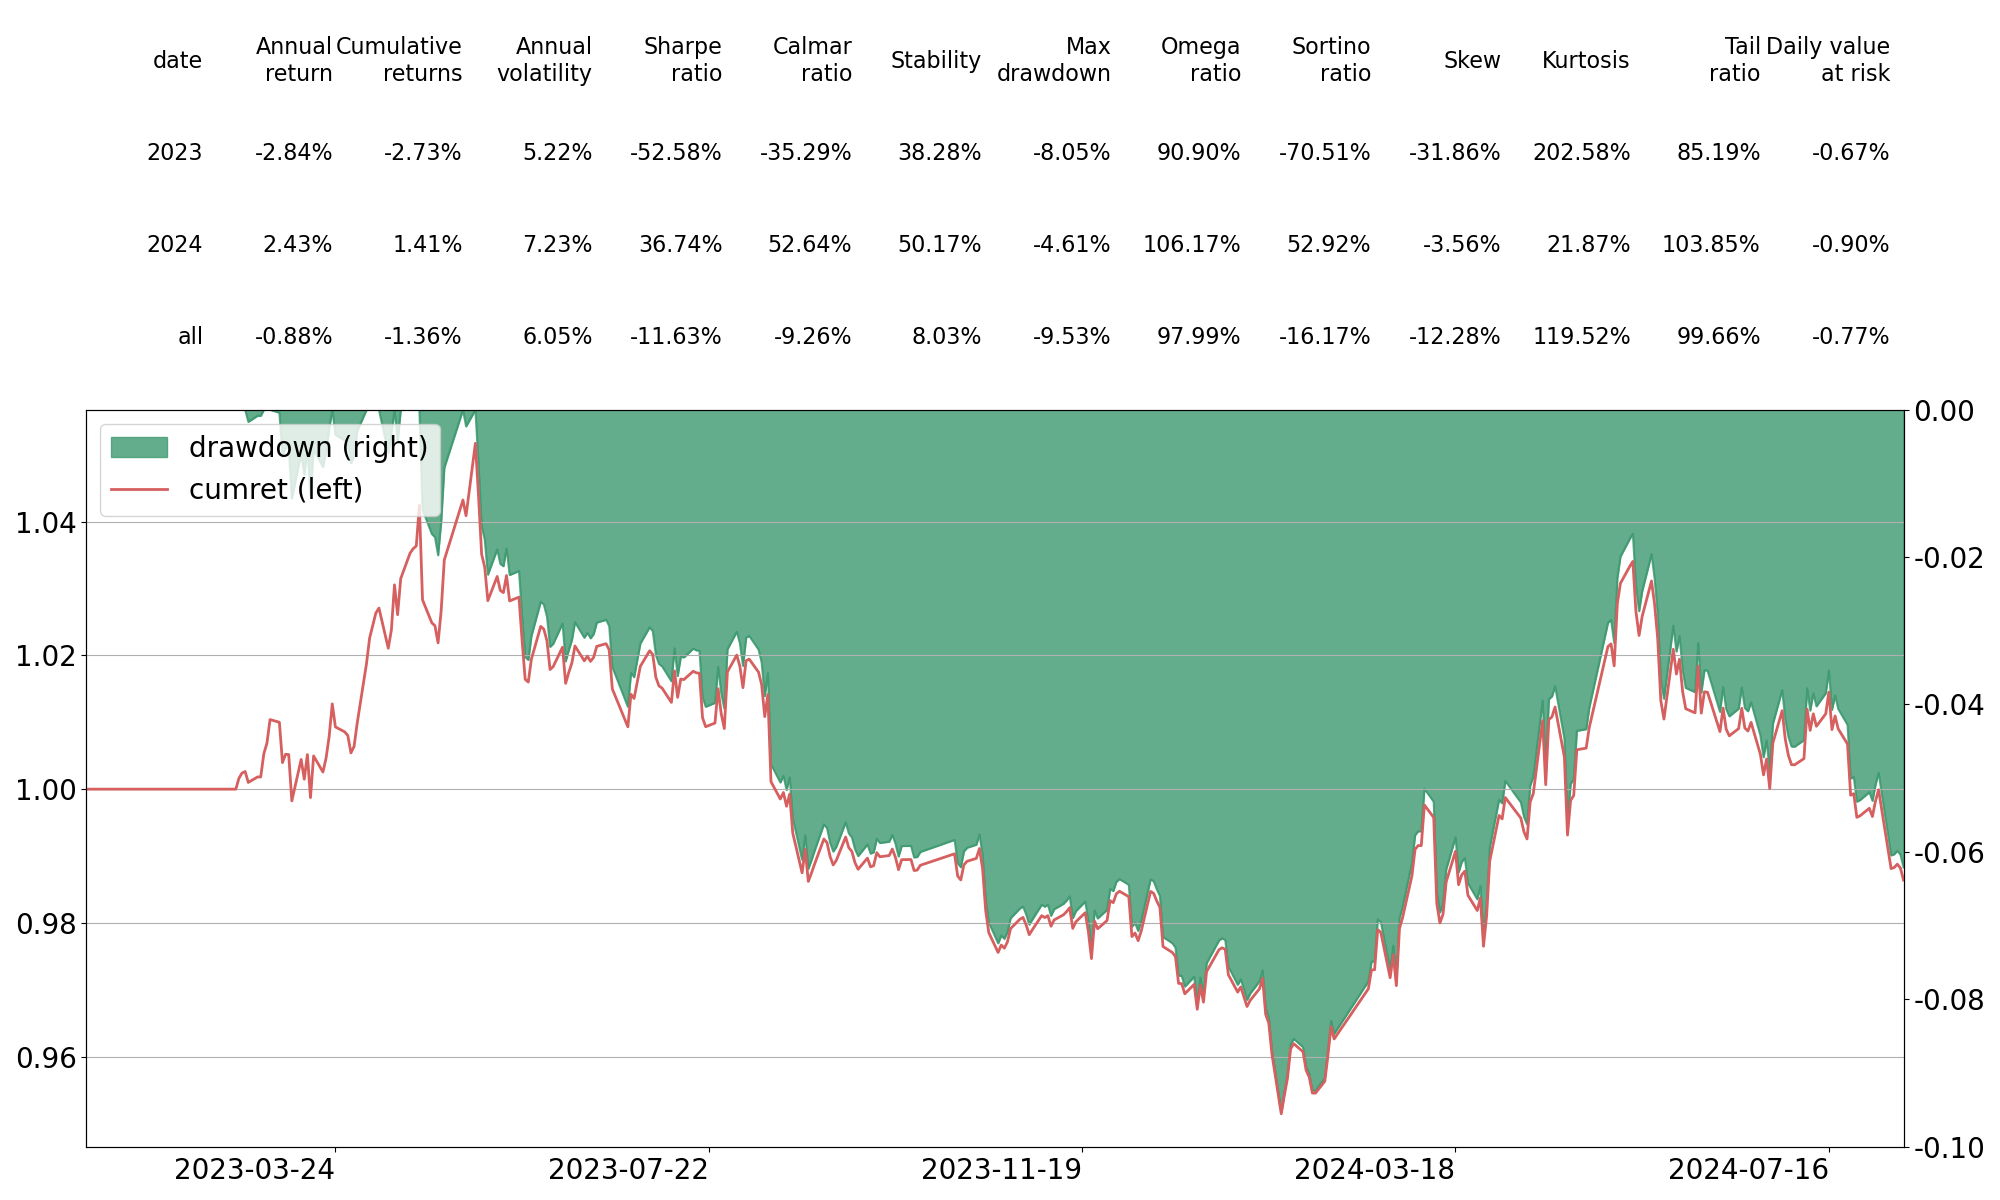 date Annual return Cumulative returns Annual volatility Sharpe ratio Calmar ratio Stability Max drawdown Omega ratio Sortino ratio Skew Kurtosis Tail ratio Daily value at risk
2023 -2.84% -2.73% 5.22% -52.58% -35.29% 38.28% -8.05% 90.90% -70.51% -31.86% 202.58% 85.19% -0.67%
2024 2.43% 1.41% 7.23% 36.74% 52.64% 50.17% -4.61% 106.17% 52.92% -3.56% 21.87% 103.85% -0.90%
all -0.88% -1.36% 6.05% -11.63% -9.26% 8.03% -9.53% 97.99% -16.17% -12.28% 119.52% 99.66% -0.77%
drawdown (right)
cumret (left)
1.04
1.02
1.00
0.98
0.96
0.00
-0.02
-0.04
-0.06
-0.08
-0.10
2023-03-24 2023-07-22 2023-11-19 2024-03-18 2024-07-16